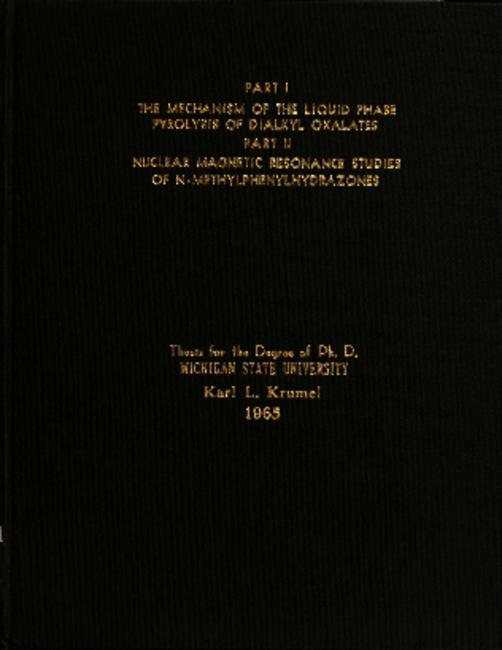 PART I
THE MECHANISM OF THE LIQUID PHASE
PYROLYSIS OF DIALKYL OXALATES
PART II
NUCLEAR MAGNETIC RESONANCE STUDIES
OF N-METHYLPHENYLHYDRAZONES
Thesis for the Degree of Ph. D.
MICHIGAN STATE UNIVERSITY
Karl L. Krumel
1965